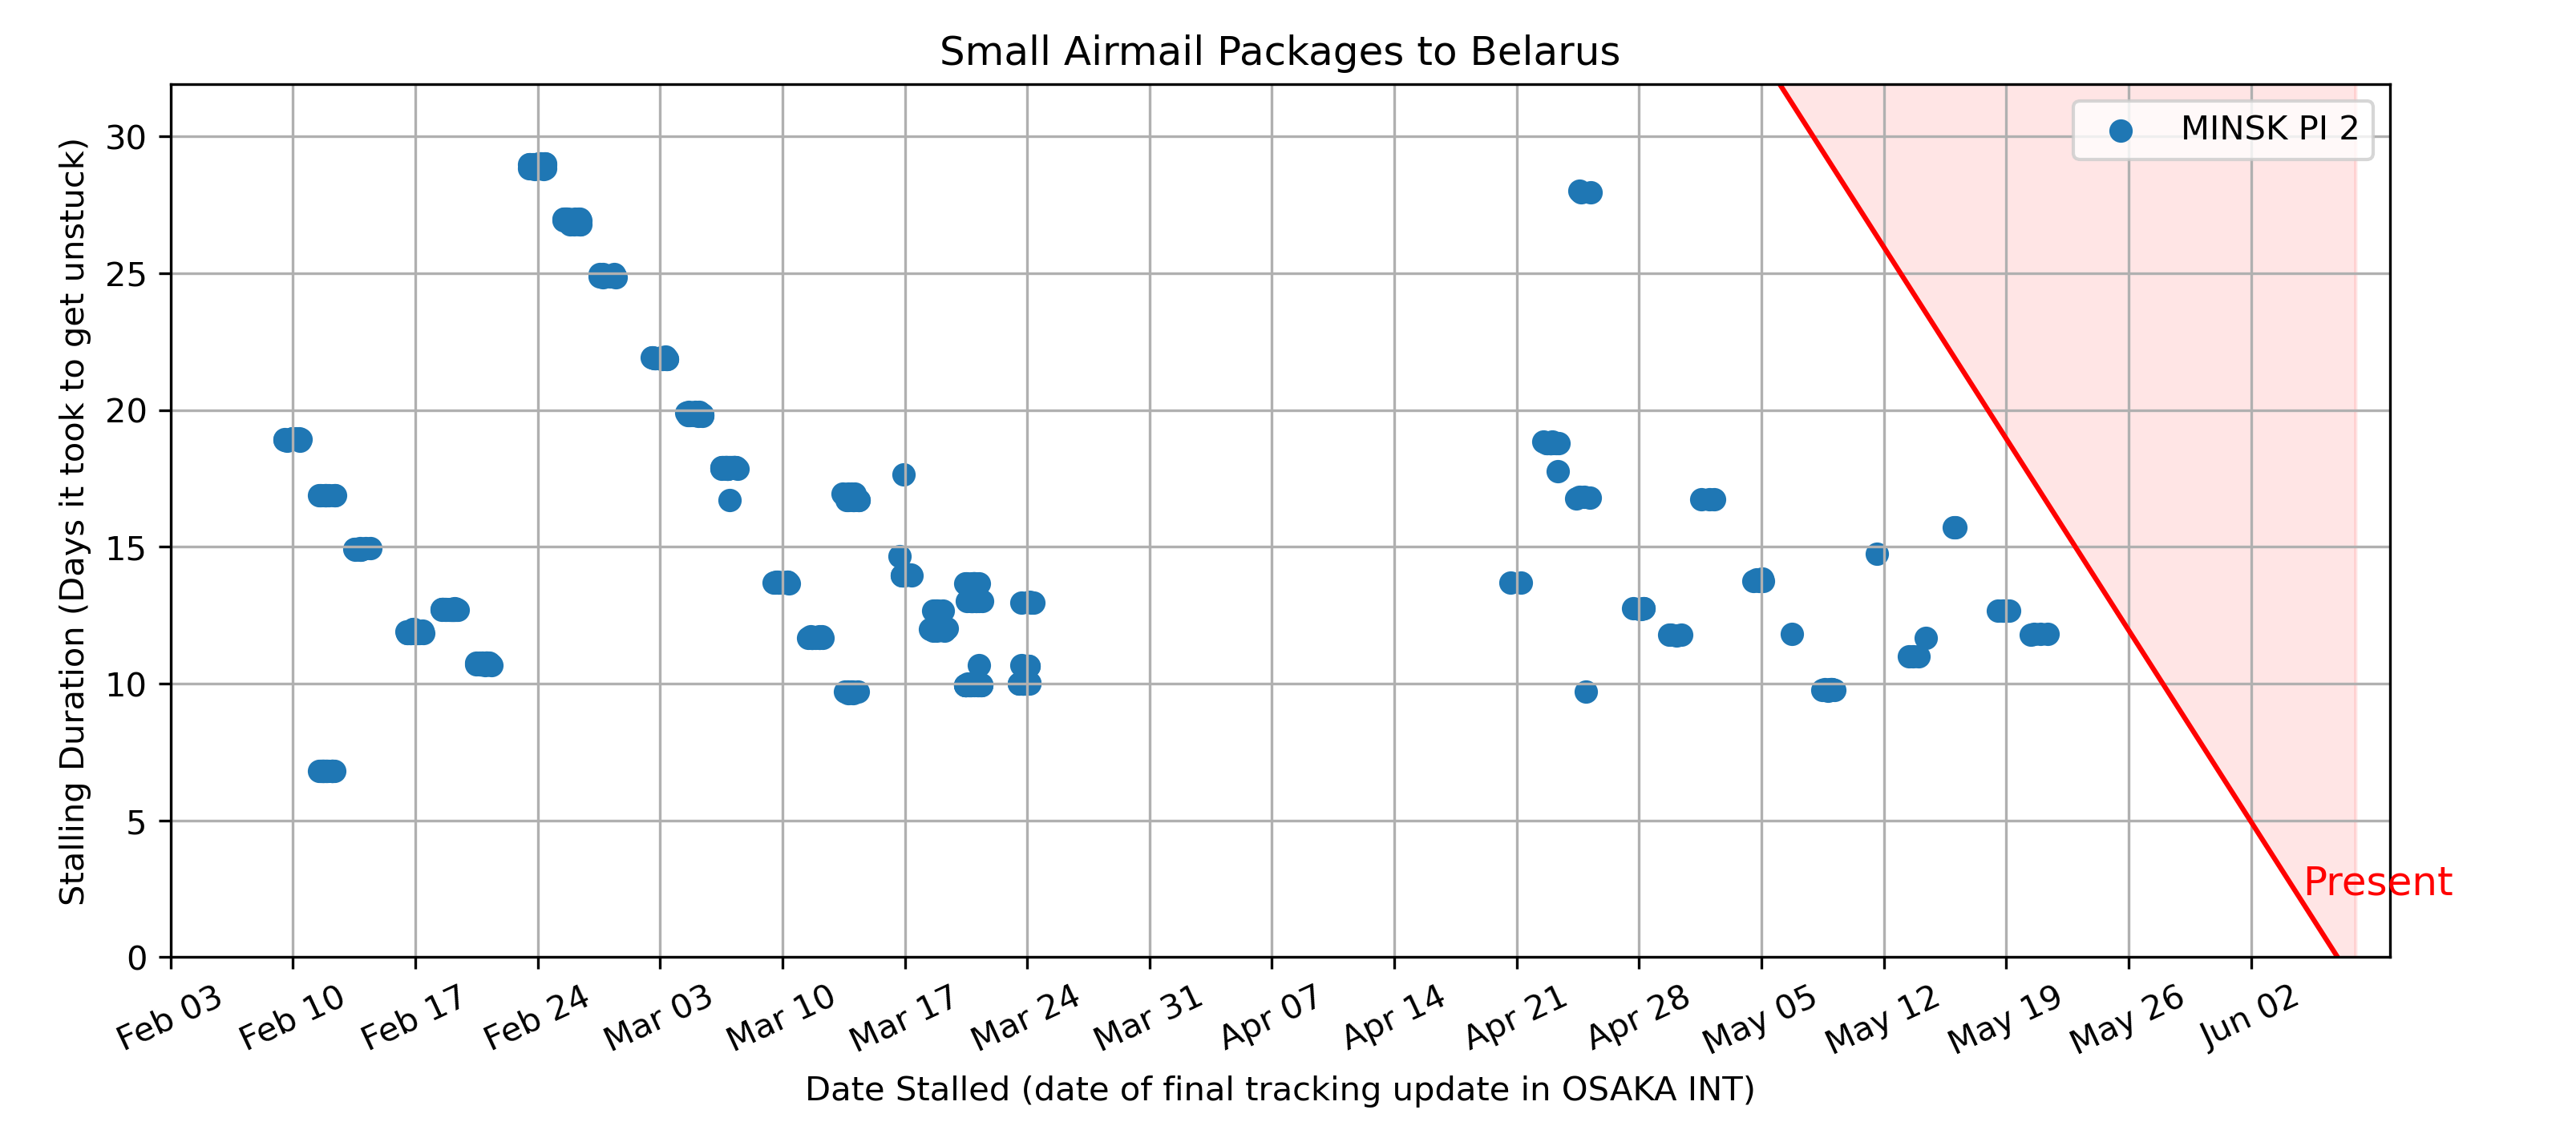 Small Airmail Packages to Belarus
MINSK PI 2
Stalling Duration (Days it took to get unstuck)
30
25
20
15
10
5
0
Present
Feb 03
Feb 10
Feb 17
Feb 24
Mar 03
Mar 10
Mar 17
Mar 24
Mar 31
Apr 07
Apr 14
Apr 21
Apr 28
May 05
May 12
May 19
May 26
Jun 02
Date Stalled (date of final tracking update in OSAKA INT)